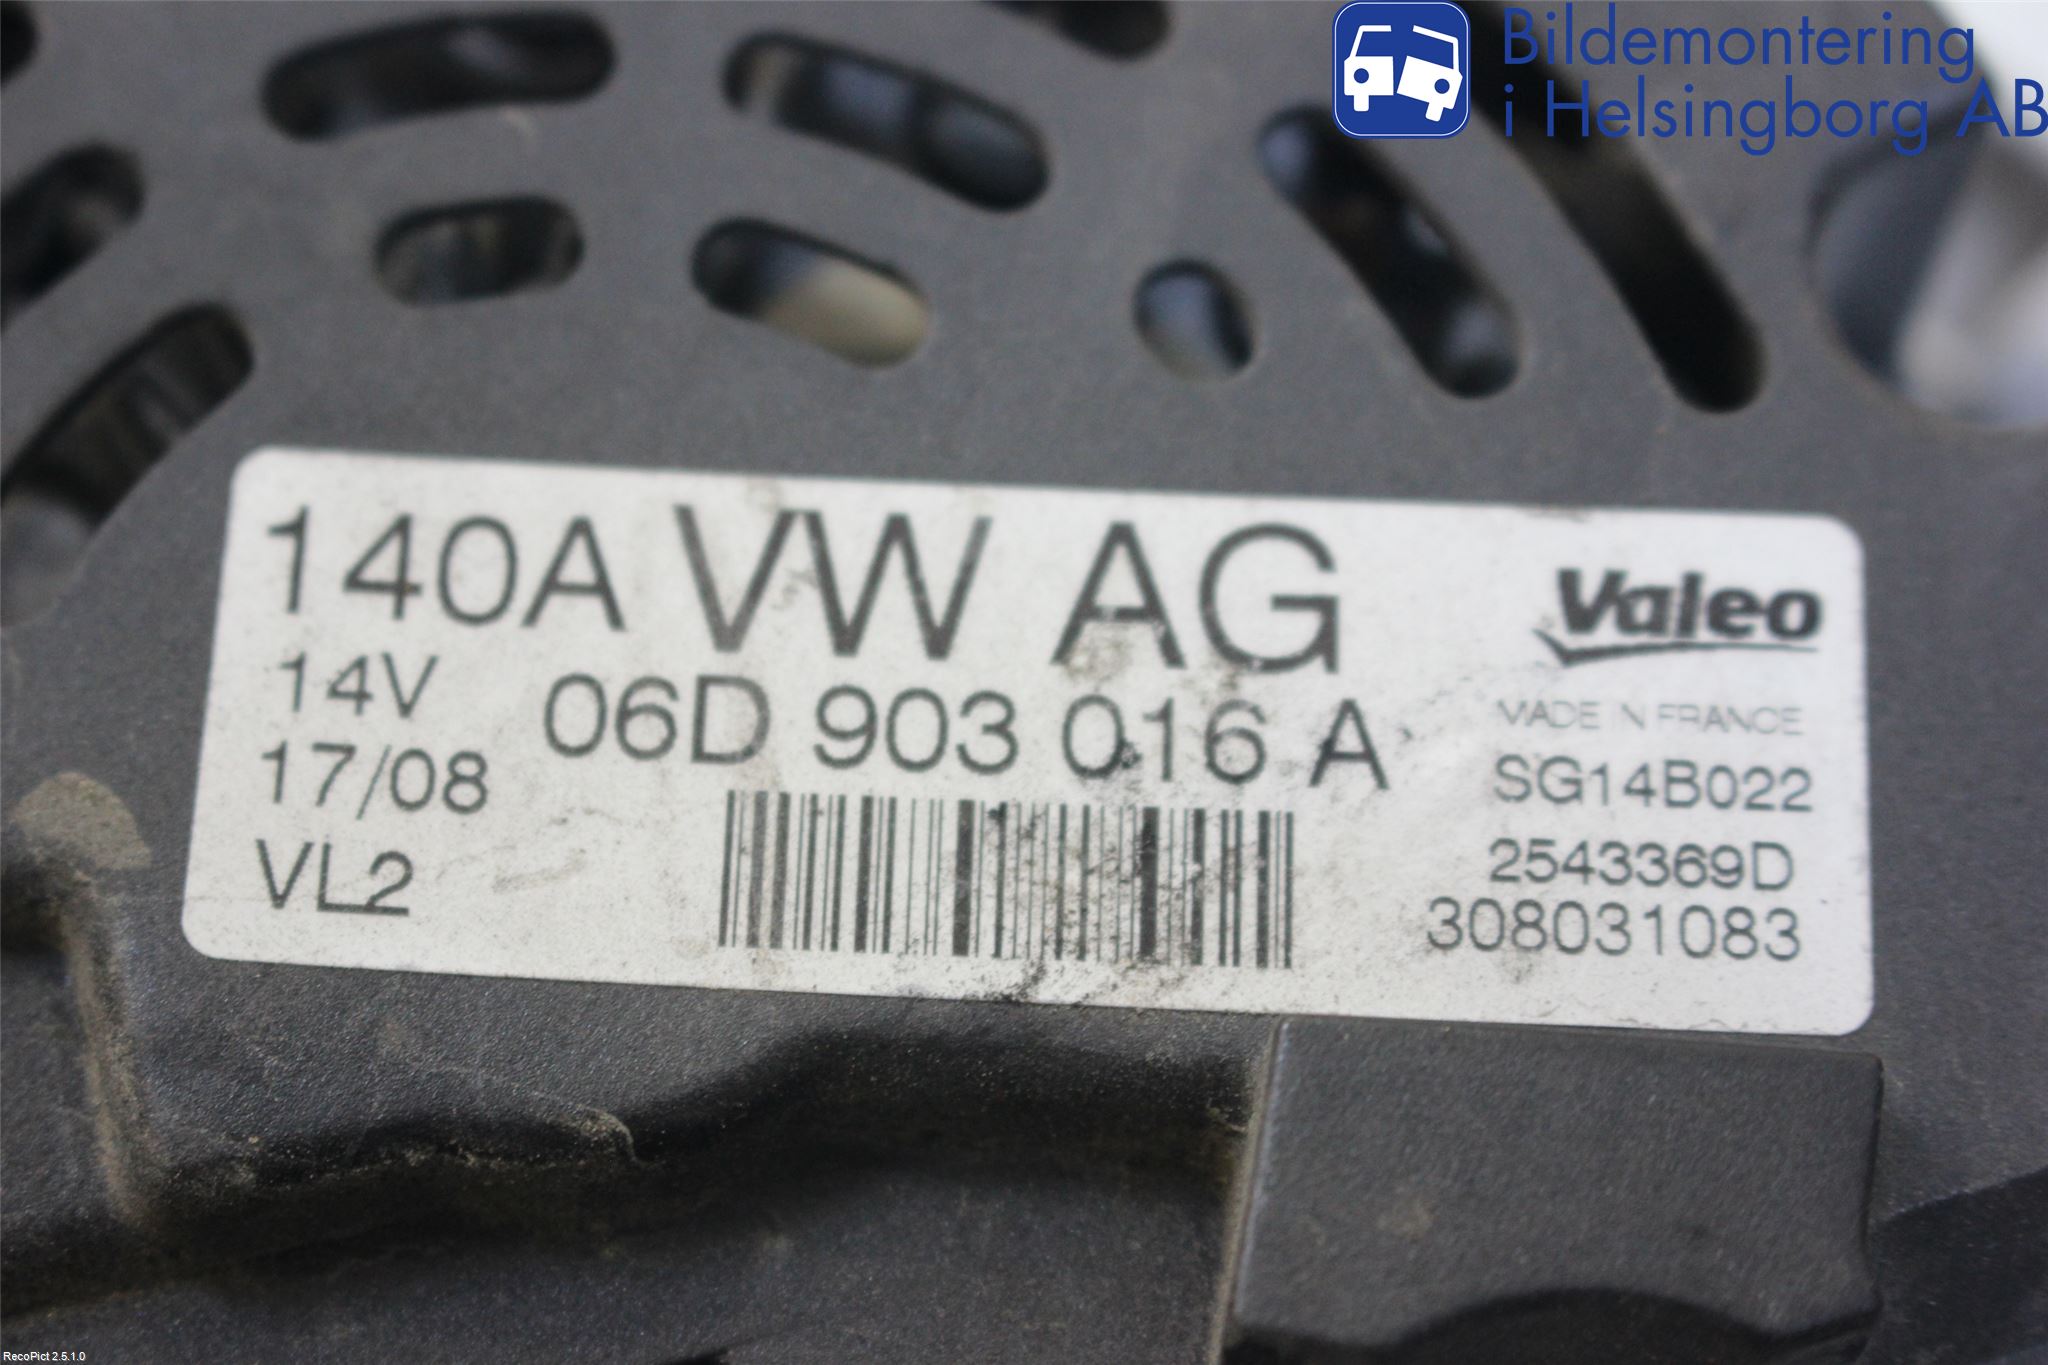 Bildemontering
i Helsingborg AB
140A VW AG
Valeo
14V
06D 903 016 A
MADE IN FRANCE
17/08
SG14B022
VL2
2543369D
308031083
RecoPict 2.5.1.0